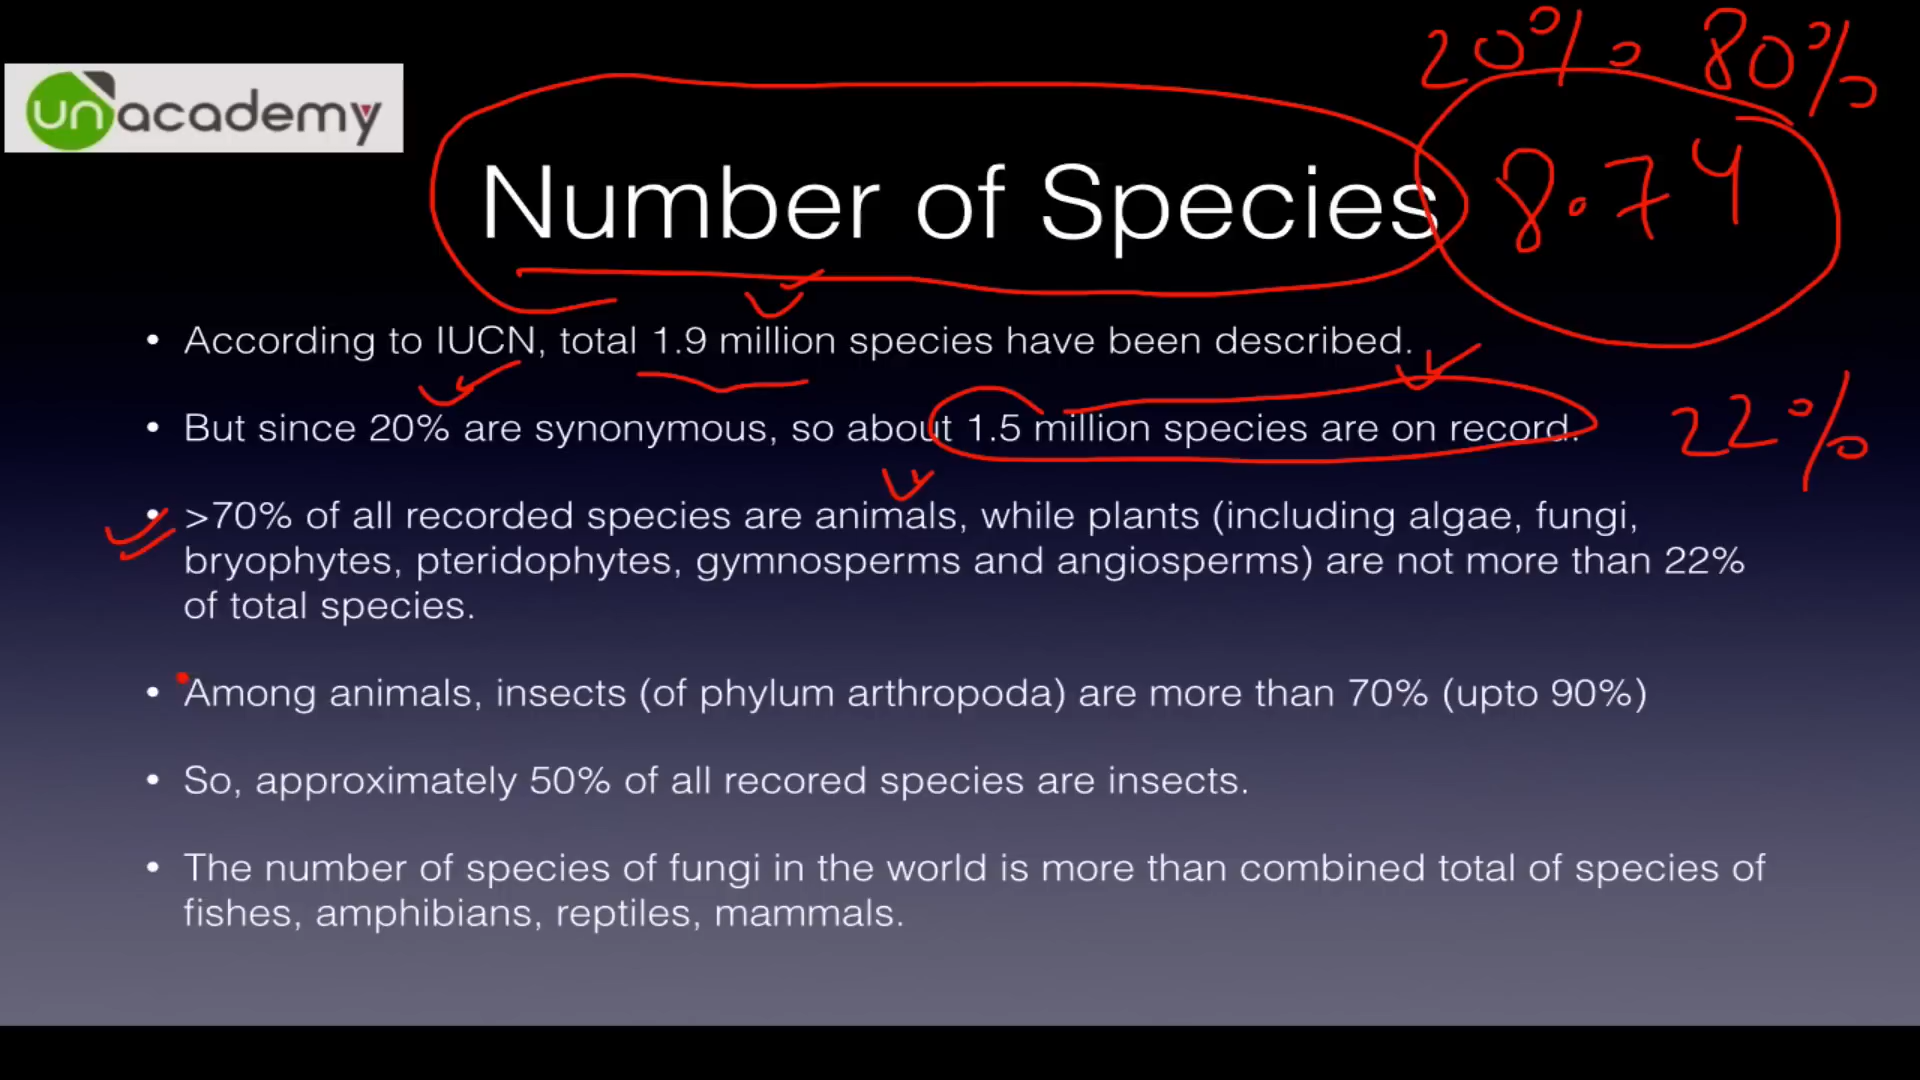 20% 80%
unacademy
8.74
Number of Species
• According to IUCN, total 1.9 million species have been described.
• But since 20% are synonymous, so about 1.5 million species are on record.
22%
• >70% of all recorded species are animals, while plants (including algae, fungi,
bryophytes, pteridophytes, gymnosperms and angiosperms) are not more than 22%
of total species.
• Among animals, insects (of phylum arthropoda) are more than 70% (upto 90%)
• So, approximately 50% of all recored species are insects.
• The number of species of fungi in the world is more than combined total of species of
fishes, amphibians, reptiles, mammals.